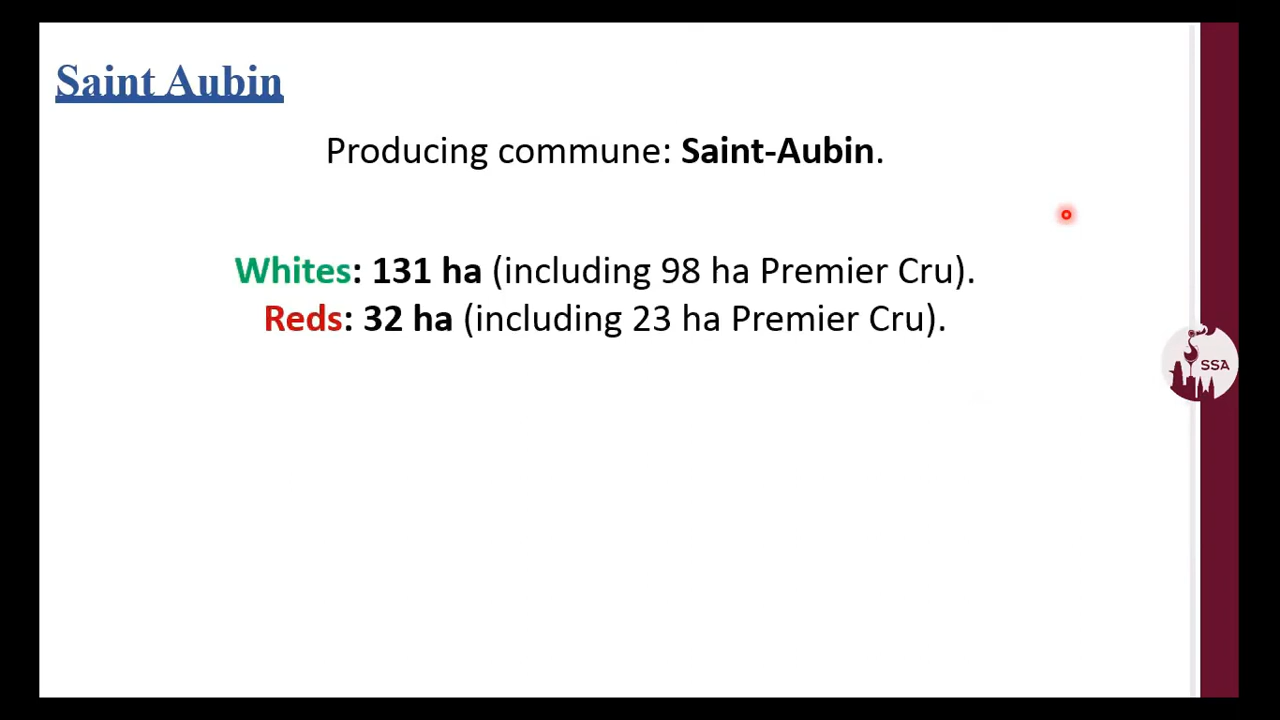 Saint Aubin
Producing commune: Saint-Aubin.
Whites: 131 ha (including 98 ha Premier Cru).
Reds: 32 ha (including 23 ha Premier Cru).
SSA